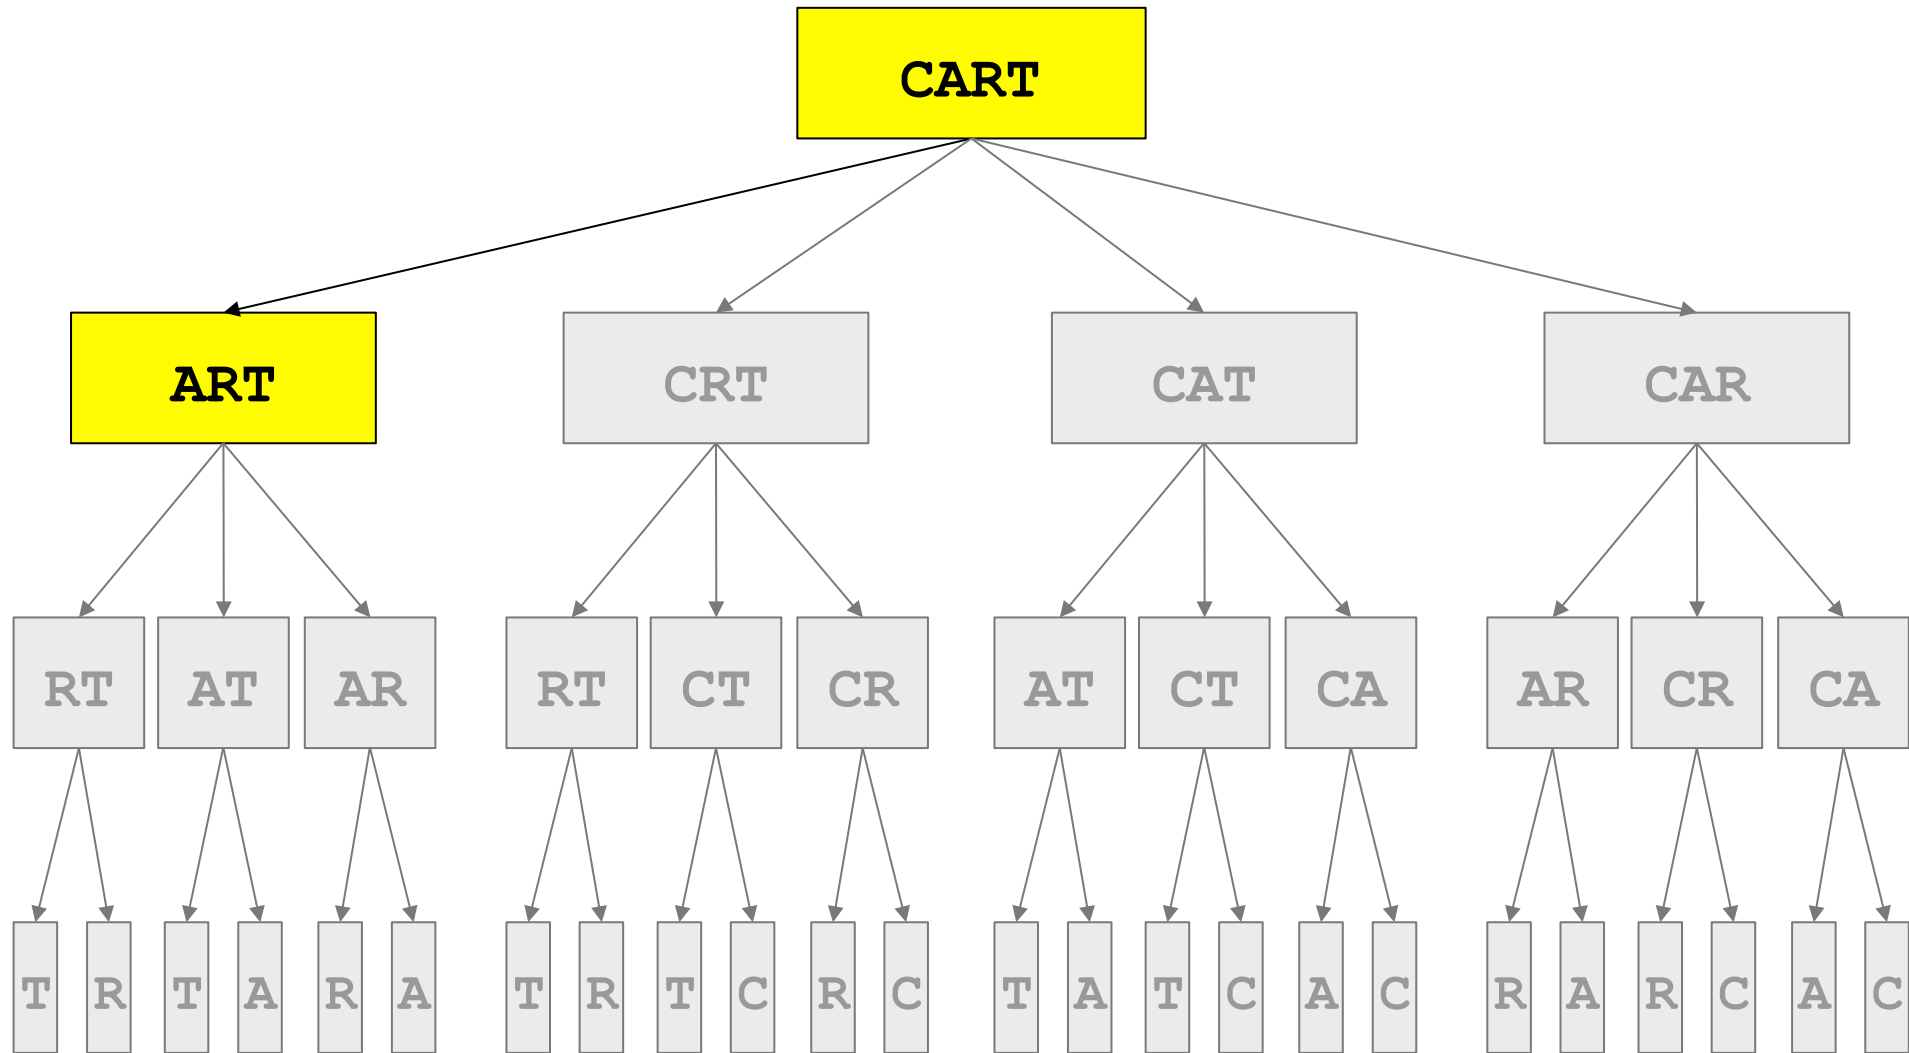 CART
ART CRT CAT CAR
RT AT AR RT CT CR AT CT CA AR CR CA
T R T A R A T R T C R C T A T C A C R A R C A C